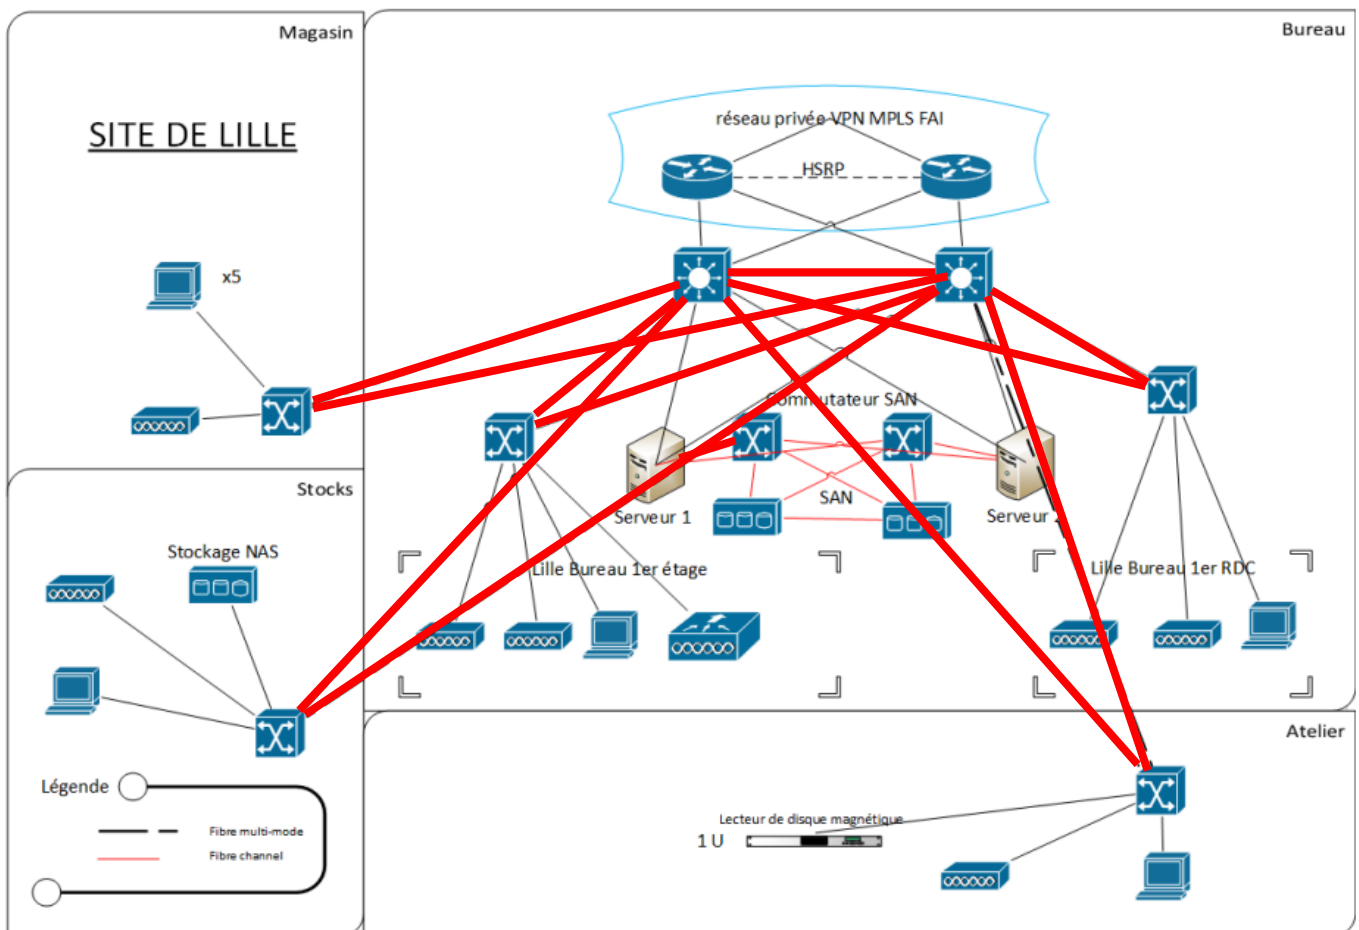 Magasin
Bureau
SITE DE LILLE
réseau privée VPN MPLS FAI
HSRP
x5
Commutateur SAN
SAN
Serveur 1
Serveur 2
Lille Bureau 1er étage
Lille Bureau 1er RDC
Stocks
Stockage NAS
Légende
Fibre multi-mode
Fibre channel
Atelier
Lecteur de disque magnétique
1 U